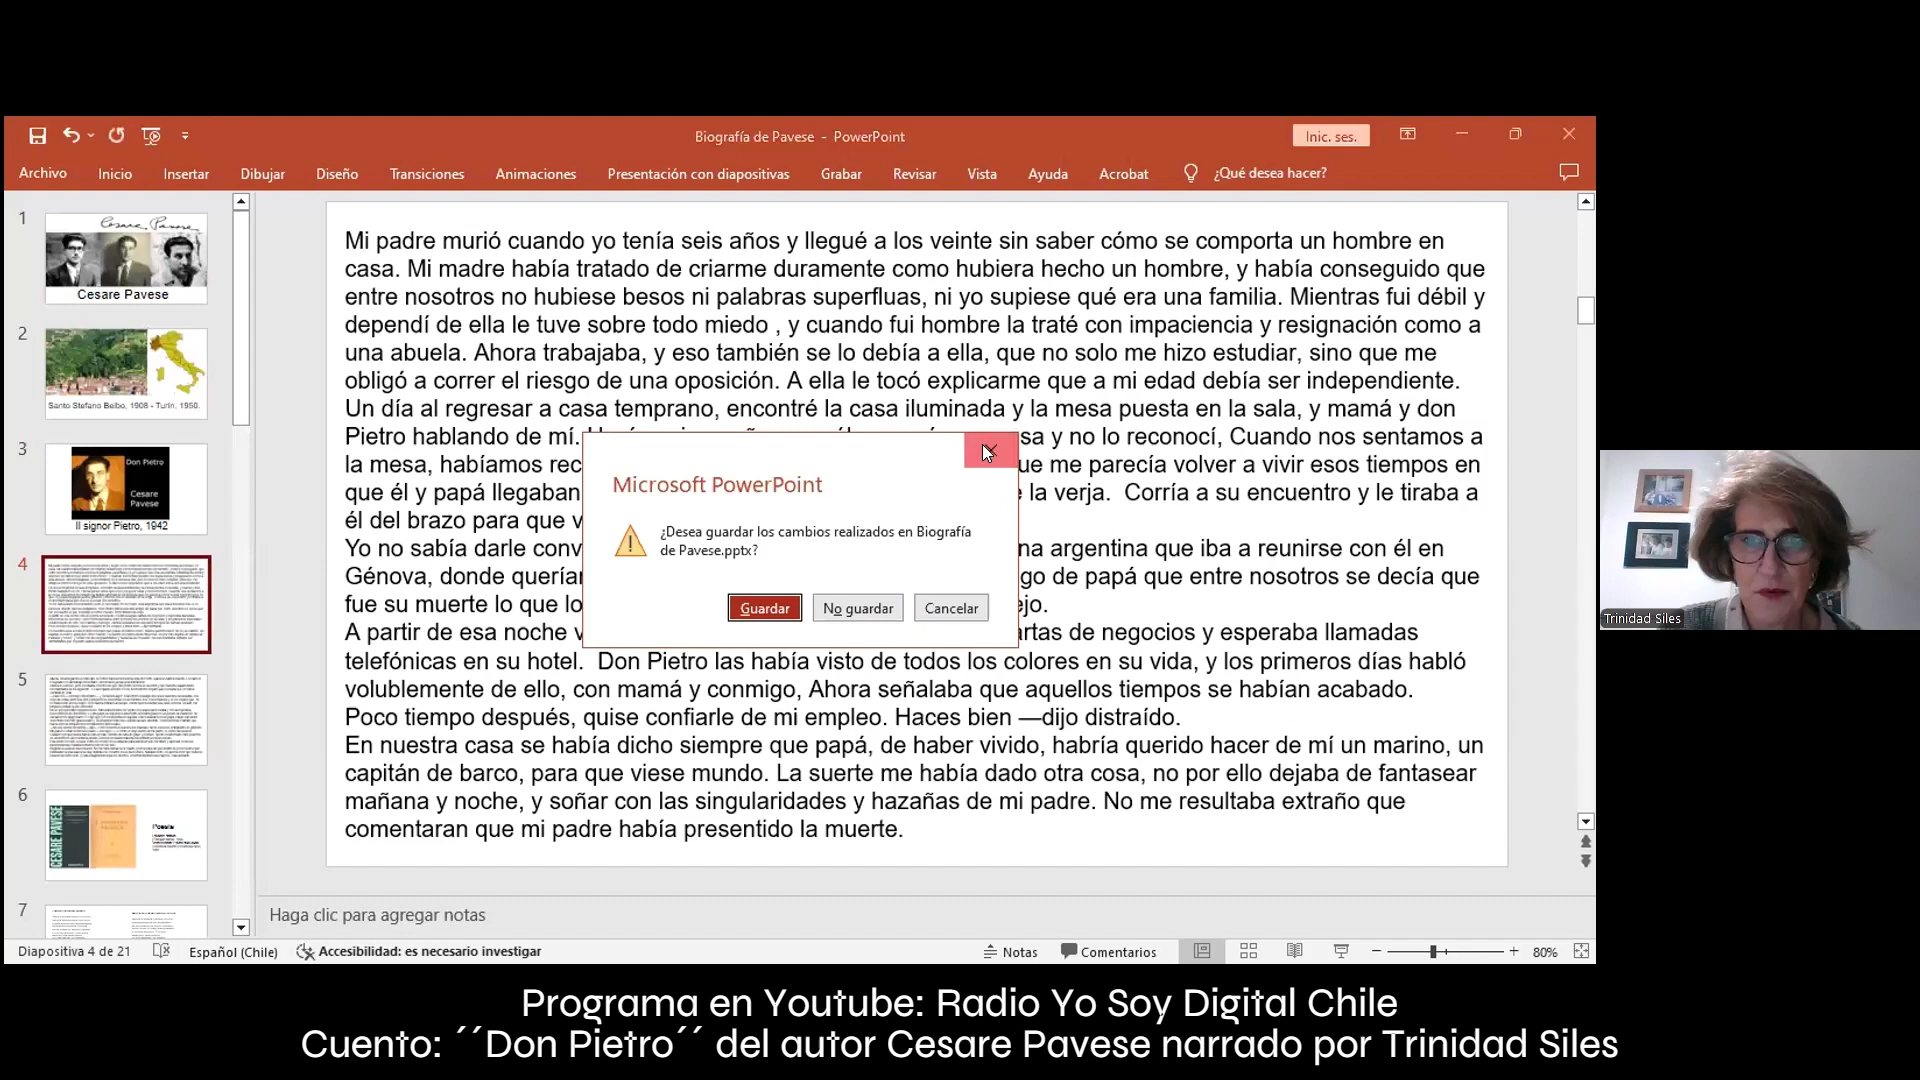 Biografía de Pavese - PowerPoint
Inic. ses.
Archivo Inicio Insertar Dibujar Diseño Transiciones Animaciones Presentación con diapositivas Grabar Revisar Vista Ayuda Acrobat ¿Qué desea hacer?
1
Cesare Pavese
Cesare Pavese
2
Santo Stefano Belbo, 1908 - Turín, 1950.
3
Don Pietro
Cesare
Pavese
Il signor Pietro, 1942
4
5
6
CESARE PAVESE
Poesía
7
Mi padre murió cuando yo tenía seis años y llegué a los veinte sin saber cómo se comporta un hombre en
casa. Mi madre había tratado de criarme duramente como hubiera hecho un hombre, y había conseguido que
entre nosotros no hubiese besos ni palabras superfluas, ni yo supiese qué era una familia. Mientras fui débil y
dependí de ella le tuve sobre todo miedo , y cuando fui hombre la traté con impaciencia y resignación como a
una abuela. Ahora trabajaba, y eso también se lo debía a ella, que no solo me hizo estudiar, sino que me
obligó a correr el riesgo de una oposición. A ella le tocó explicarme que a mi edad debía ser independiente.
Un día al regresar a casa temprano, encontré la casa iluminada y la mesa puesta en la sala, y mamá y don
Pietro hablando de mí. sa y no lo reconocí, Cuando nos sentamos a
la mesa, habíamos rec ue me parecía volver a vivir esos tiempos en
que él y papá llegaban la verja. Corría a su encuentro y le tiraba a
él del brazo para que v
Yo no sabía darle conv na argentina que iba a reunirse con él en
Génova, donde querían go de papá que entre nosotros se decía que
fue su muerte lo que lo ejo.
A partir de esa noche v artas de negocios y esperaba llamadas
telefónicas en su hotel. Don Pietro las había visto de todos los colores en su vida, y los primeros días habló
volublemente de ello, con mamá y conmigo, Ahora señalaba que aquellos tiempos se habían acabado.
Poco tiempo después, quise confiarle de mi empleo. Haces bien —dijo distraído.
En nuestra casa se había dicho siempre que papá, de haber vivido, habría querido hacer de mí un marino, un
capitán de barco, para que viese mundo. La suerte me había dado otra cosa, no por ello dejaba de fantasear
mañana y noche, y soñar con las singularidades y hazañas de mi padre. No me resultaba extraño que
comentaran que mi padre había presentido la muerte.
Microsoft PowerPoint
¿Desea guardar los cambios realizados en Biografía
de Pavese.pptx?
Guardar No guardar Cancelar
Haga clic para agregar notas
Diapositiva 4 de 21 Español (Chile) Accesibilidad: es necesario investigar Notas Comentarios 80%
Trinidad Siles
Programa en Youtube: Radio Yo Soy Digital Chile
Cuento: ´´Don Pietro´´ del autor Cesare Pavese narrado por Trinidad Siles